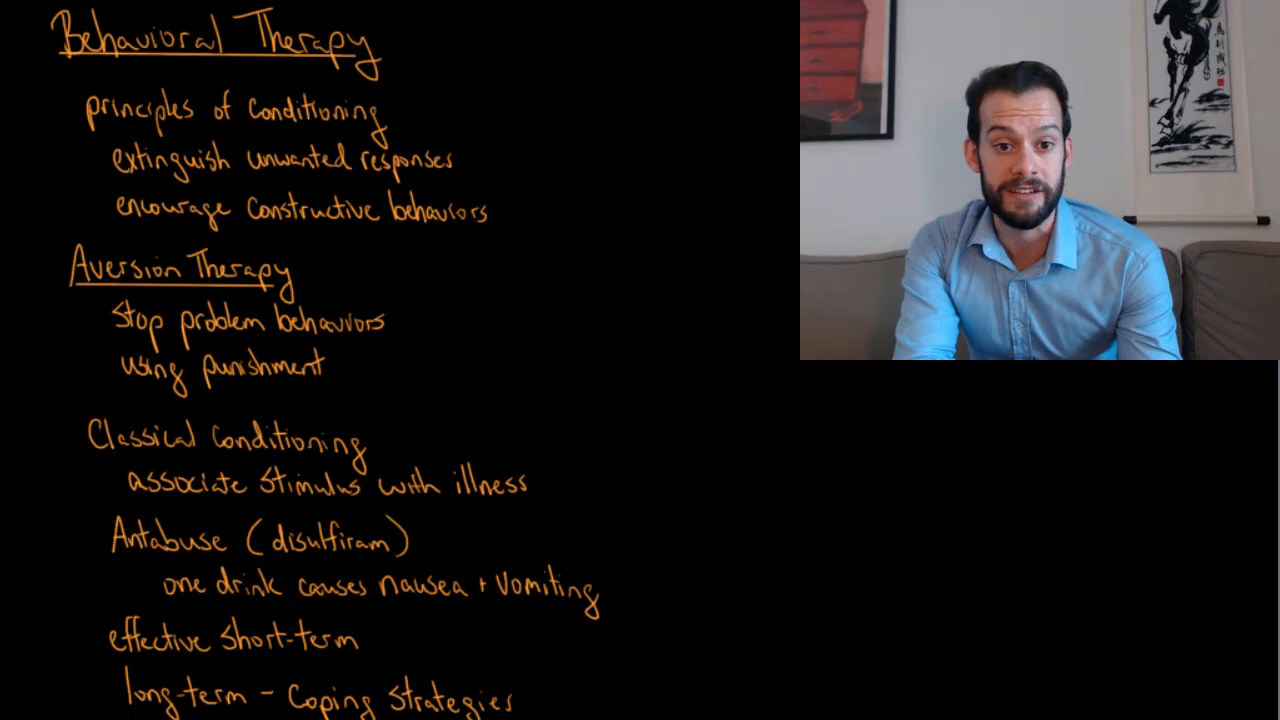 Behavioral Therapy
principles of conditioning
extinguish unwanted responses
encourage constructive behaviors
Aversion Therapy
stop problem behaviors
using punishment
Classical conditioning
associate stimulus with illness
Antabuse (disulfiram)
one drink causes nausea + vomiting
effective short-term
long-term - coping strategies